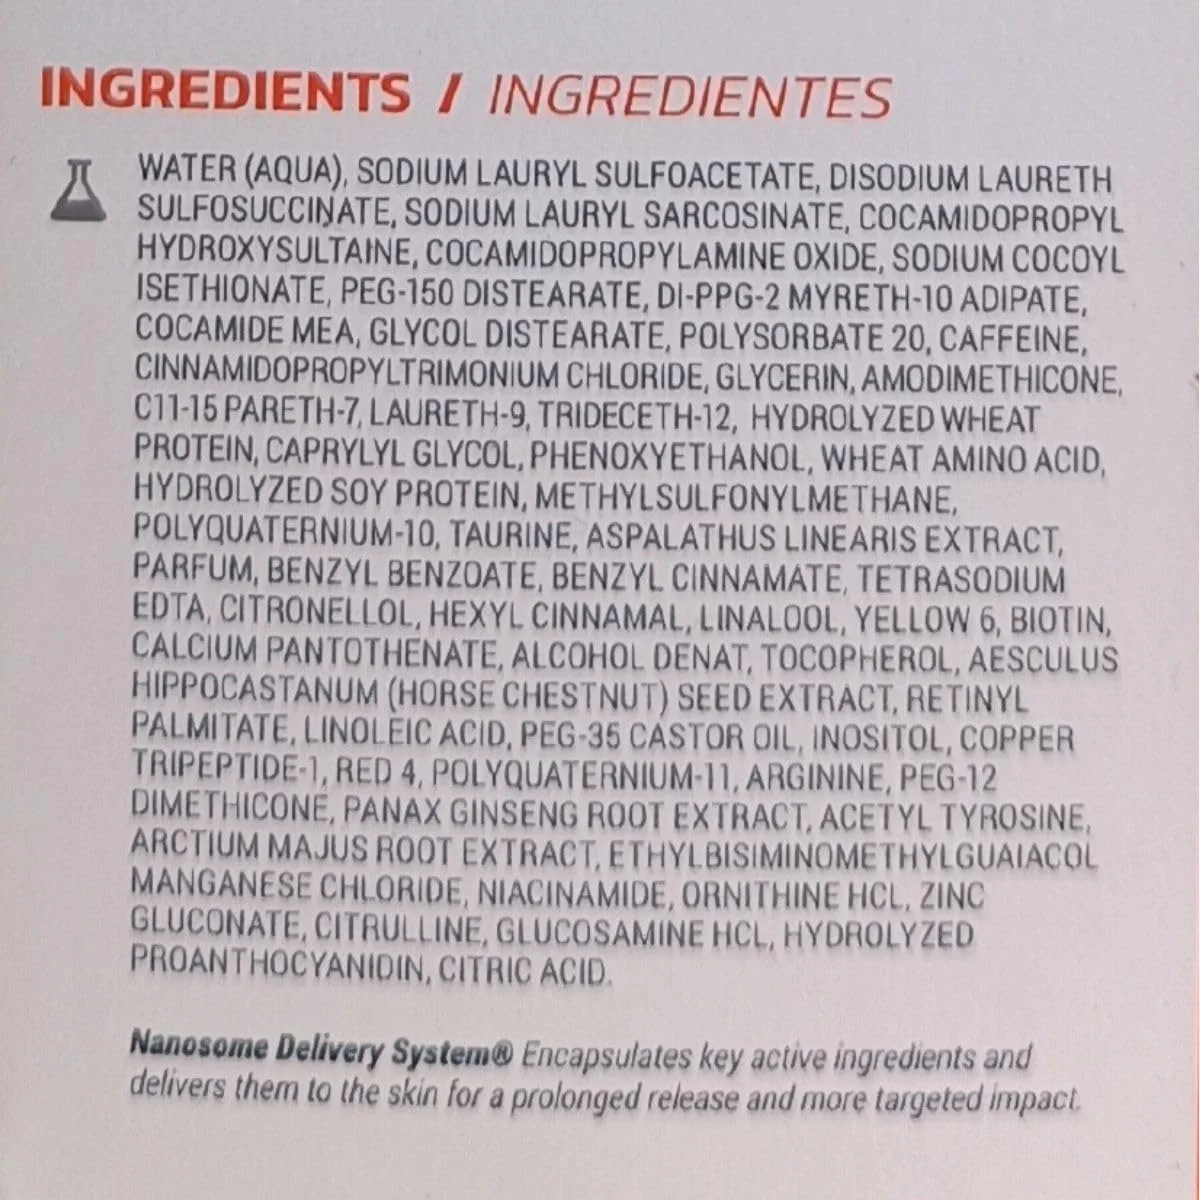 INGREDIENTS / INGREDIENTES
WATER (AQUA), SODIUM LAURYL SULFOACETATE, DISODIUM LAURETH
SULFOSUCCINATE, SODIUM LAURYL SARCOSINATE, COCAMIDOPROPYL
HYDROXYSULTAINE, COCAMIDOPROPYLAMINE OXIDE, SODIUM COCOYL
ISETHIONATE, PEG-150 DISTEARATE, DI-PPG-2 MYRETH-10 ADIPATE,
COCAMIDE MEA, GLYCOL DISTEARATE, POLYSORBATE 20, CAFFEINE,
CINNAMIDOPROPYLTRIMONIUM CHLORIDE, GLYCERIN, AMODIMETHICONE,
C11-15 PARETH-7, LAURETH-9, TRIDECETH-12, HYDROLYZED WHEAT
PROTEIN, CAPRYLYL GLYCOL, PHENOXYETHANOL, WHEAT AMINO ACID,
HYDROLYZED SOY PROTEIN, METHYLSULFONYLMETHANE,
POLYQUATERNIUM-10, TAURINE, ASPALATHUS LINEARIS EXTRACT,
PARFUM, BENZYL BENZOATE, BENZYL CINNAMATE, TETRASODIUM
EDTA, CITRONELLOL, HEXYL CINNAMAL, LINALOOL, YELLOW 6, BIOTIN,
CALCIUM PANTOTHENATE, ALCOHOL DENAT, TOCOPHEROL, AESCULUS
HIPPOCASTANUM (HORSE CHESTNUT) SEED EXTRACT, RETINYL
PALMITATE, LINOLEIC ACID, PEG-35 CASTOR OIL, INOSITOL, COPPER
TRIPEPTIDE-1, RED 4, POLYQUATERNIUM-11, ARGININE, PEG-12
DIMETHICONE, PANAX GINSENG ROOT EXTRACT, ACETYL TYROSINE,
ARCTIUM MAJUS ROOT EXTRACT, ETHYLBISIMINOMETHYLGUAIACOL
MANGANESE CHLORIDE, NIACINAMIDE, ORNITHINE HCL, ZINC
GLUCONATE, CITRULLINE, GLUCOSAMINE HCL, HYDROLYZED
PROANTHOCYANIDIN, CITRIC ACID.
Nanosome Delivery System® Encapsulates key active ingredients and
delivers them to the skin for a prolonged release and more targeted impact.